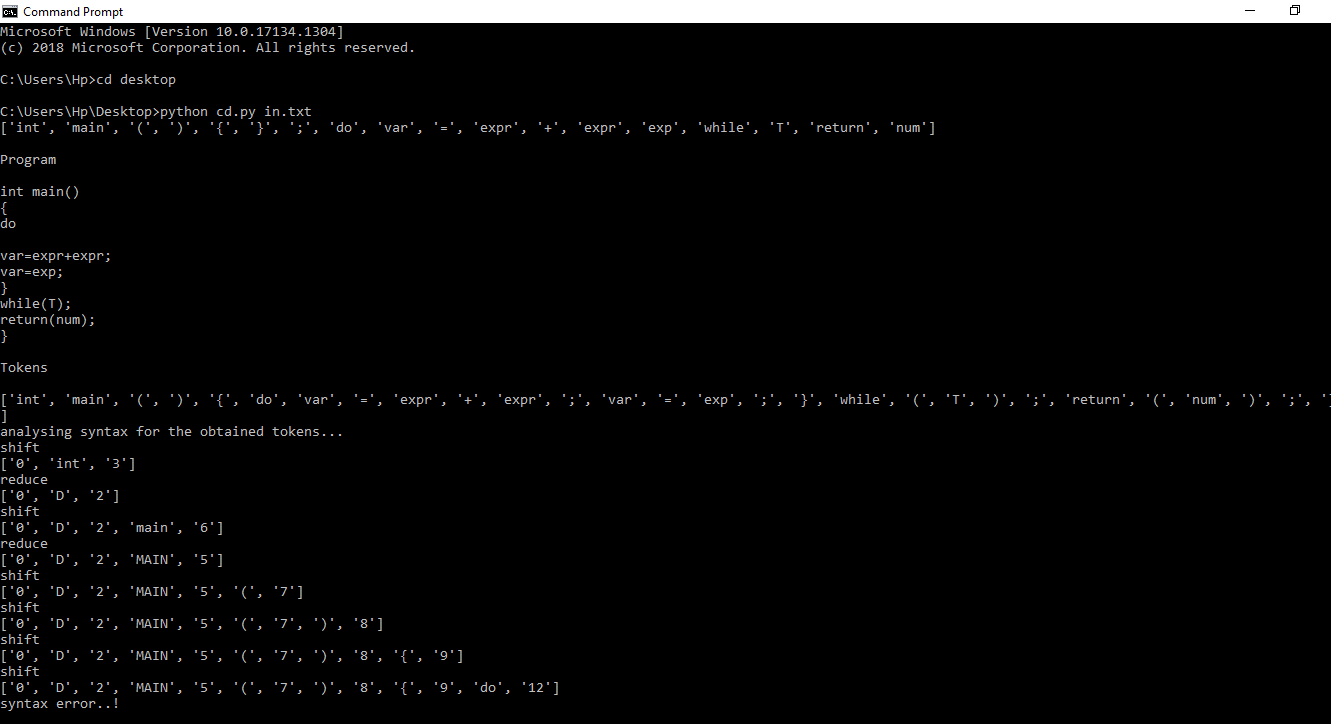 Command Prompt
Microsoft Windows [Version 10.0.17134.1304]
(c) 2018 Microsoft Corporation. All rights reserved.
C:\Users\Hp>cd desktop
C:\Users\Hp\Desktop>python cd.py in.txt
['int', 'main', '(', ')', '{', '}', ';', 'do', 'var', '=', 'expr', '+', 'expr', 'exp', 'while', 'T', 'return', 'num']
Program
int main()
{
do
var=expr+expr;
var=exp;
}
while(T);
return(num);
}
Tokens
['int', 'main', '(', ')', '{', 'do', 'var', '=', 'expr', '+', 'expr', ';', 'var', '=', 'exp', ';', '}', 'while', '(', 'T', ')', ';', 'return', '(', 'num', ')', ';',
]
analysing syntax for the obtained tokens...
shift
['0', 'int', '3']
reduce
['0', 'D', '2']
shift
['0', 'D', '2', 'main', '6']
reduce
['0', 'D', '2', 'MAIN', '5']
shift
['0', 'D', '2', 'MAIN', '5', '(', '7']
shift
['0', 'D', '2', 'MAIN', '5', '(', '7', ')', '8']
shift
['0', 'D', '2', 'MAIN', '5', '(', '7', ')', '8', '{', '9']
shift
['0', 'D', '2', 'MAIN', '5', '(', '7', ')', '8', '{', '9', 'do', '12']
syntax error..!